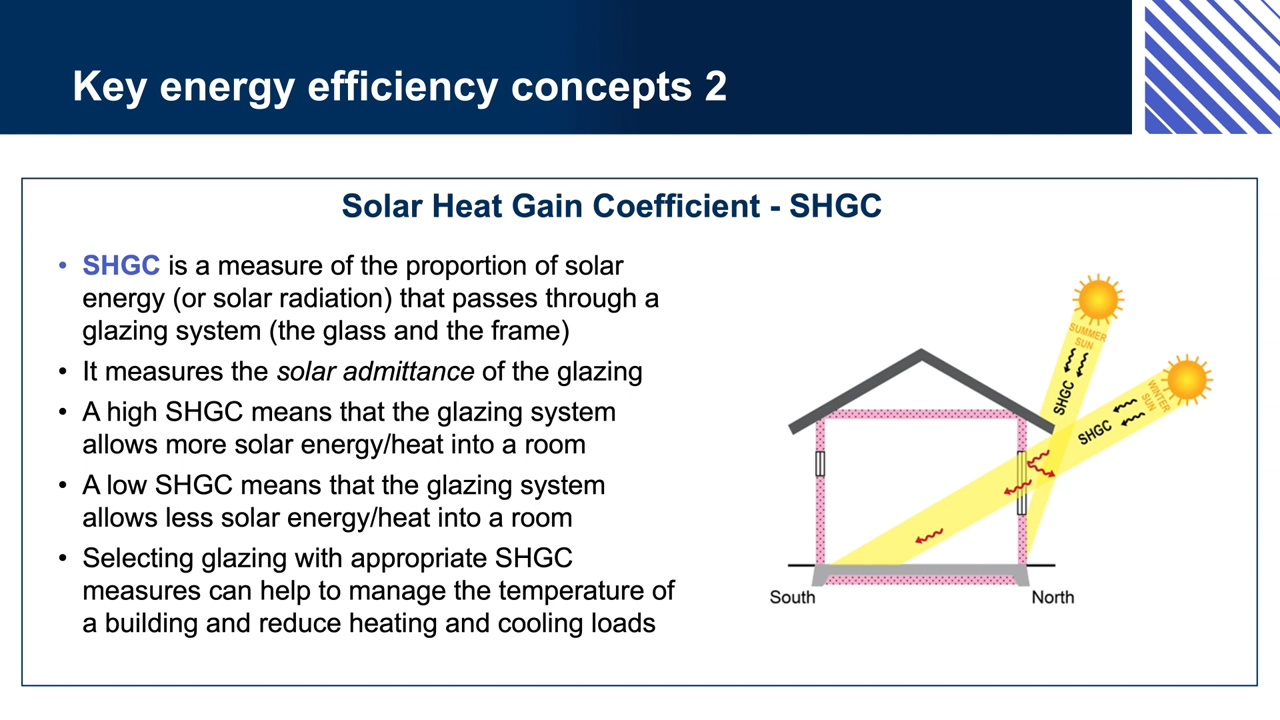 Key energy efficiency concepts 2
Solar Heat Gain Coefficient - SHGC
• SHGC is a measure of the proportion of solar
energy (or solar radiation) that passes through a
glazing system (the glass and the frame)
• It measures the solar admittance of the glazing
• A high SHGC means that the glazing system
allows more solar energy/heat into a room
• A low SHGC means that the glazing system
allows less solar energy/heat into a room
• Selecting glazing with appropriate SHGC
measures can help to manage the temperature of
a building and reduce heating and cooling loads
SUMMER
SUN
SHGC
WINTER
SUN
SHGC
South
North